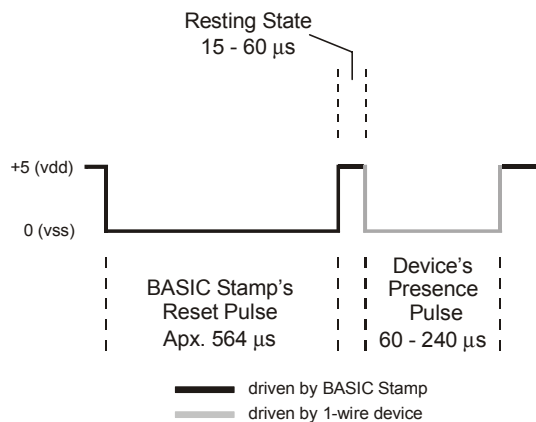 Resting State
15 - 60 μs
+5 (vdd)
0 (vss)
BASIC Stamp's
Reset Pulse
Apx. 564 μs
Device's
Presence
Pulse
60 - 240 μs
driven by BASIC Stamp
driven by 1-wire device